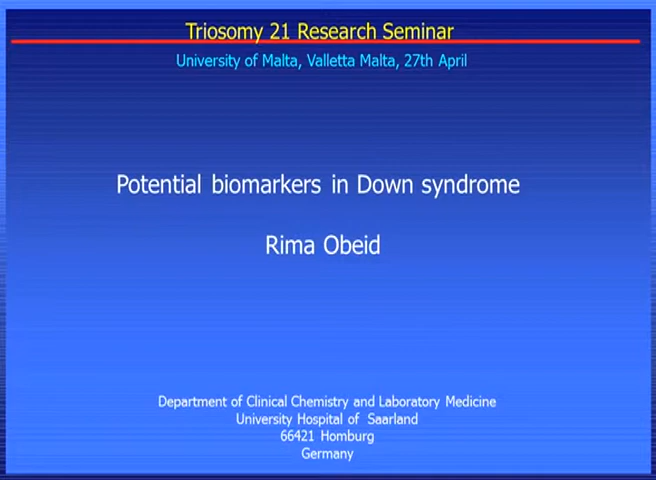 Triosomy 21 Research Seminar
University of Malta, Valletta Malta, 27th April
Potential biomarkers in Down syndrome
Rima Obeid
Department of Clinical Chemistry and Laboratory Medicine
University Hospital of Saarland
66421 Homburg
Germany